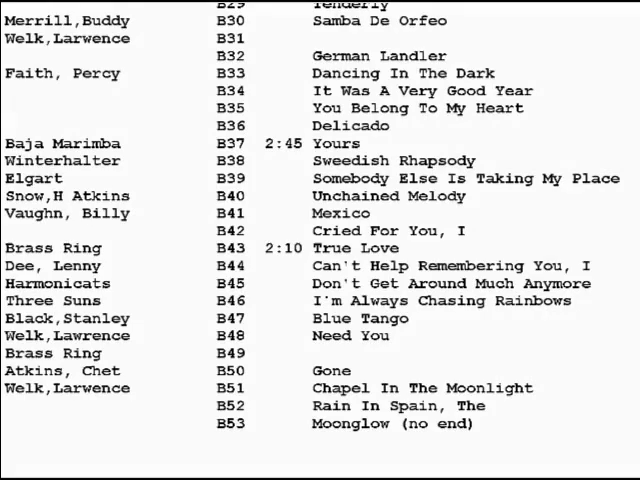 B29 Tenderly
Merrill,Buddy B30 Samba De Orfeo
Welk,Larwence B31
B32 German Landler
Faith, Percy B33 Dancing In The Dark
B34 It Was A Very Good Year
B35 You Belong To My Heart
B36 Delicado
Baja Marimba B37 2:45 Yours
Winterhalter B38 Sweedish Rhapsody
Elgart B39 Somebody Else Is Taking My Place
Snow,H Atkins B40 Unchained Melody
Vaughn, Billy B41 Mexico
B42 Cried For You, I
Brass Ring B43 2:10 True Love
Dee, Lenny B44 Can't Help Remembering You, I
Harmonicats B45 Don't Get Around Much Anymore
Three Suns B46 I'm Always Chasing Rainbows
Black,Stanley B47 Blue Tango
Welk,Lawrence B48 Need You
Brass Ring B49
Atkins, Chet B50 Gone
Welk,Larwence B51 Chapel In The Moonlight
B52 Rain In Spain, The
B53 Moonglow (no end)